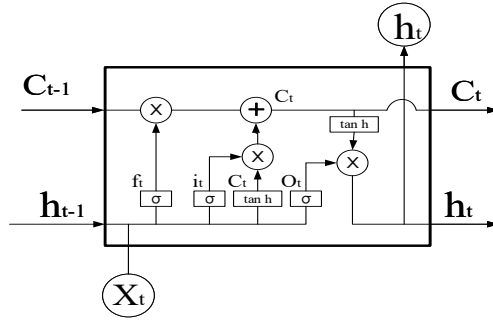 hₜ
Cₜ₋₁
Cₜ
Cₜ
X
+
tan h
X
X
fₜ
iₜ
Cₜ
Oₜ
σ
σ
tan h
σ
hₜ₋₁
hₜ
Xₜ